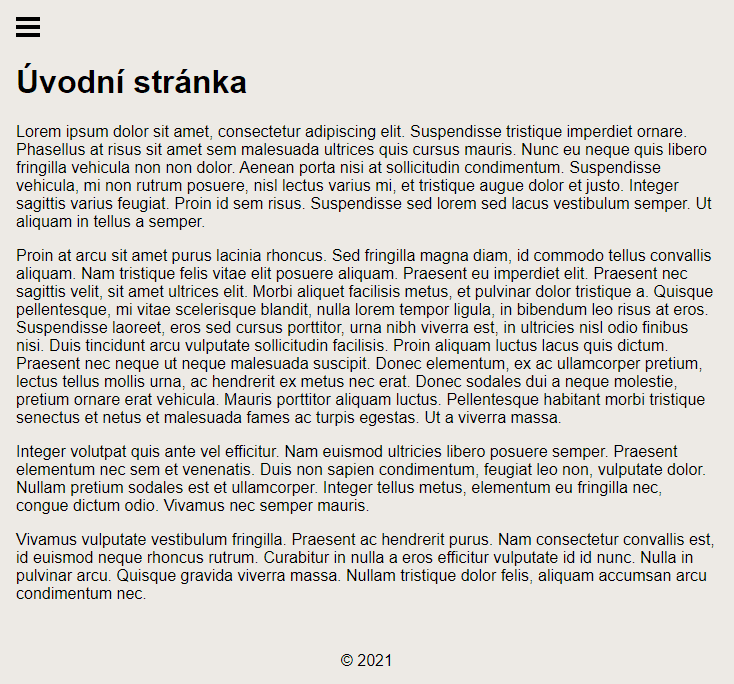 Úvodní stránka
Lorem ipsum dolor sit amet, consectetur adipiscing elit. Suspendisse tristique imperdiet ornare.
Phasellus at risus sit amet sem malesuada ultrices quis cursus mauris. Nunc eu neque quis libero
fringilla vehicula non non dolor. Aenean porta nisi at sollicitudin condimentum. Suspendisse
vehicula, mi non rutrum posuere, nisl lectus varius mi, et tristique augue dolor et justo. Integer
sagittis varius feugiat. Proin id sem risus. Suspendisse sed lorem sed lacus vestibulum semper. Ut
aliquam in tellus a semper.
Proin at arcu sit amet purus lacinia rhoncus. Sed fringilla magna diam, id commodo tellus convallis
aliquam. Nam tristique felis vitae elit posuere aliquam. Praesent eu imperdiet elit. Praesent nec
sagittis velit, sit amet ultrices elit. Morbi aliquet facilisis metus, et pulvinar dolor tristique a. Quisque
pellentesque, mi vitae scelerisque blandit, nulla lorem tempor ligula, in bibendum leo risus at eros.
Suspendisse laoreet, eros sed cursus porttitor, urna nibh viverra est, in ultricies nisl odio finibus
nisi. Duis tincidunt arcu vulputate sollicitudin facilisis. Proin aliquam luctus lacus quis dictum.
Praesent nec neque ut neque malesuada suscipit. Donec elementum, ex ac ullamcorper pretium,
lectus tellus mollis urna, ac hendrerit ex metus nec erat. Donec sodales dui a neque molestie,
pretium ornare erat vehicula. Mauris porttitor aliquam luctus. Pellentesque habitant morbi tristique
senectus et netus et malesuada fames ac turpis egestas. Ut a viverra massa.
Integer volutpat quis ante vel efficitur. Nam euismod ultricies libero posuere semper. Praesent
elementum nec sem et venenatis. Duis non sapien condimentum, feugiat leo non, vulputate dolor.
Nullam pretium sodales est et ullamcorper. Integer tellus metus, elementum eu fringilla nec,
congue dictum odio. Vivamus nec semper mauris.
Vivamus vulputate vestibulum fringilla. Praesent ac hendrerit purus. Nam consectetur convallis est,
id euismod neque rhoncus rutrum. Curabitur in nulla a eros efficitur vulputate id id nunc. Nulla in
pulvinar arcu. Quisque gravida viverra massa. Nullam tristique dolor felis, aliquam accumsan arcu
condimentum nec.
© 2021